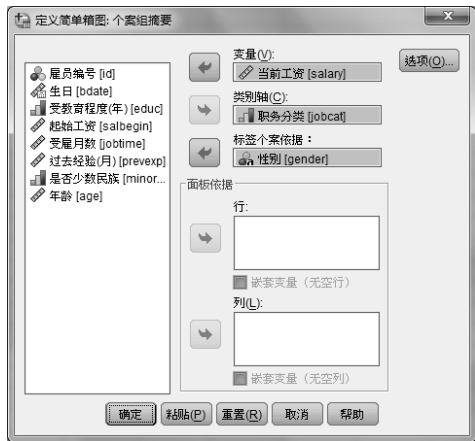 定义简单箱图: 个案组摘要
雇员编号 [id]
生日 [bdate]
受教育程度(年) [educ]
起始工资 [salbegin]
受雇月数 [jobtime]
过去经验(月) [prevexp]
是否少数民族 [minor...
年龄 [age]
变量(V):
当前工资 [salary]
类别轴(C):
职务分类 [jobcat]
标签个案依据：
性别 [gender]
选项(O)...
面板依据
行:
嵌套变量（无空行）
列(L):
嵌套变量（无空列）
确定
粘贴(P)
重置(R)
取消
帮助